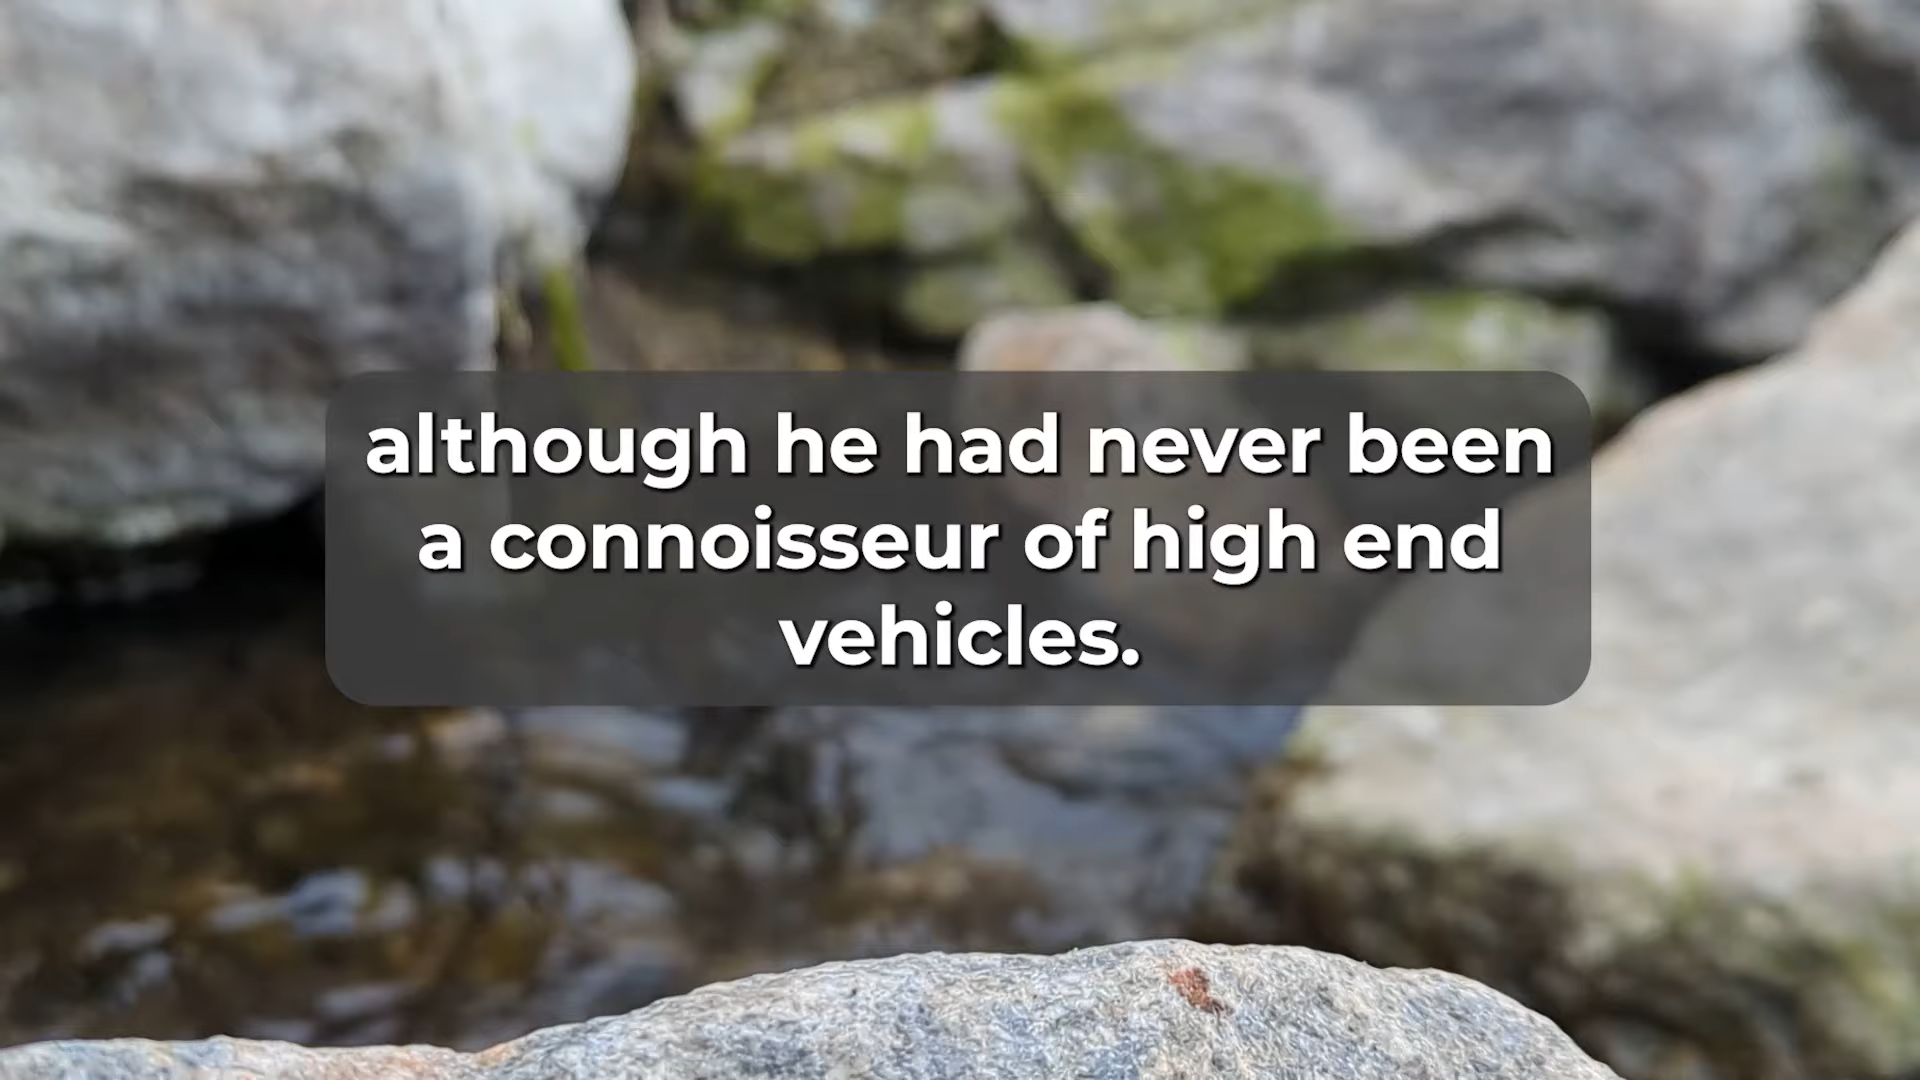 although he had never been
a connoisseur of high end
vehicles.